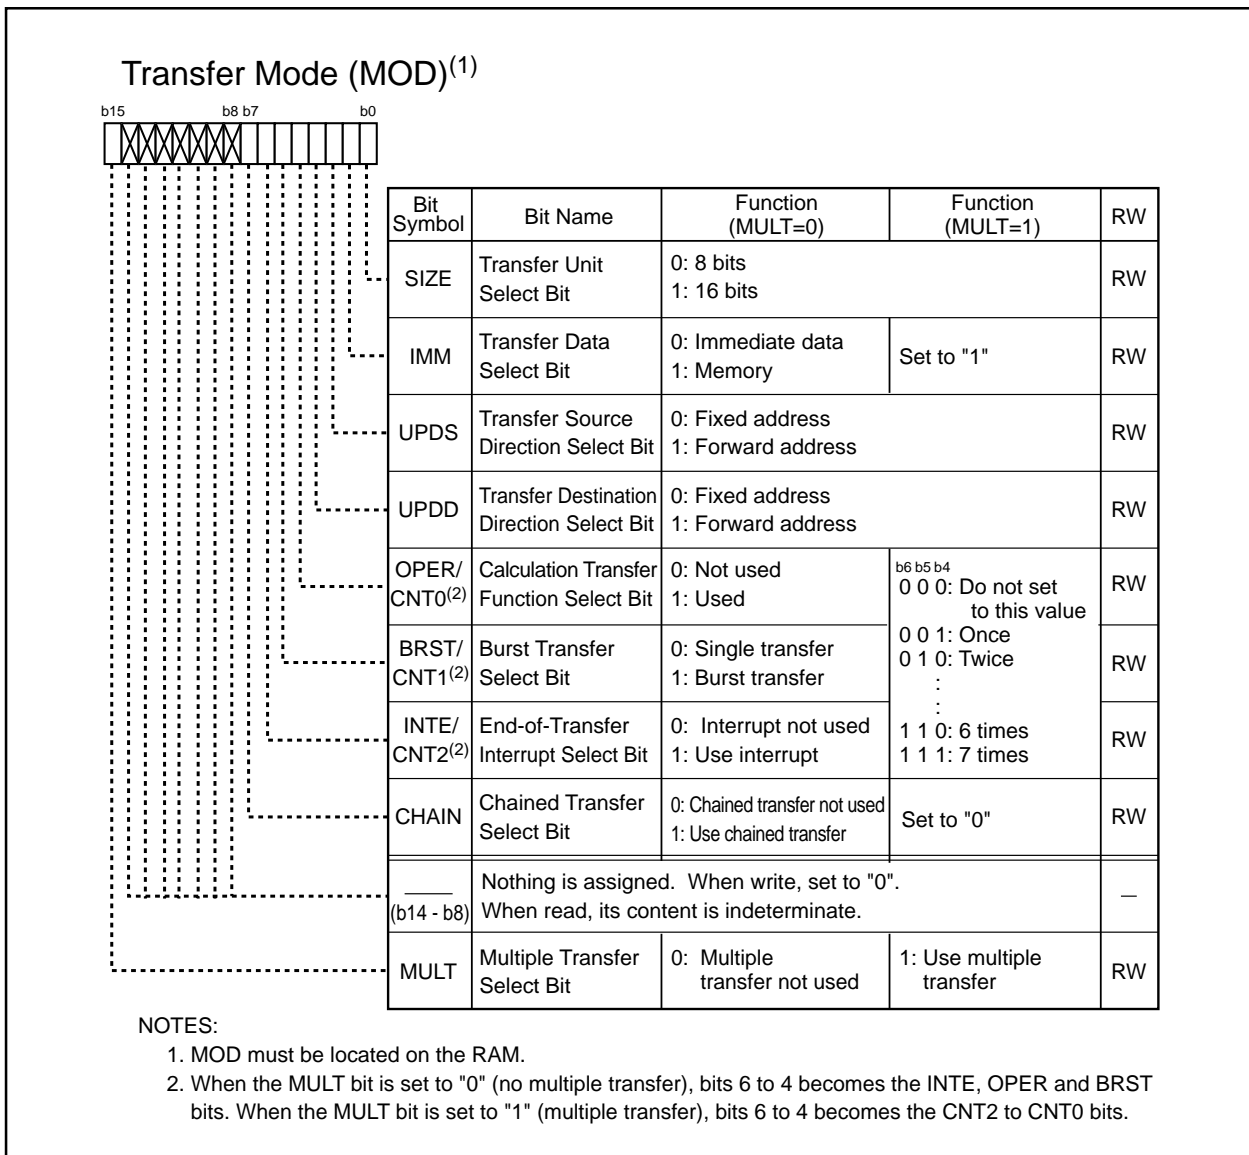 Transfer Mode (MOD)(1)
b15 b8 b7 b0
Bit Symbol Bit Name Function (MULT=0) Function (MULT=1) RW
SIZE Transfer Unit Select Bit 0: 8 bits 1: 16 bits RW
IMM Transfer Data Select Bit 0: Immediate data 1: Memory Set to "1" RW
UPDS Transfer Source Direction Select Bit 0: Fixed address 1: Forward address RW
UPDD Transfer Destination Direction Select Bit 0: Fixed address 1: Forward address RW
OPER/ CNT0(2) Calculation Transfer Function Select Bit 0: Not used 1: Used RW
b6 b5 b4
0 0 0: Do not set to this value
0 0 1: Once
0 1 0: Twice
:
:
1 1 0: 6 times
1 1 1: 7 times
BRST/ CNT1(2) Burst Transfer Select Bit 0: Single transfer 1: Burst transfer RW
INTE/ CNT2(2) End-of-Transfer Interrupt Select Bit 0: Interrupt not used 1: Use interrupt RW
CHAIN Chained Transfer Select Bit 0: Chained transfer not used 1: Use chained transfer Set to "0" RW
(b14 - b8) Nothing is assigned. When write, set to "0". When read, its content is indeterminate. —
MULT Multiple Transfer Select Bit 0: Multiple transfer not used 1: Use multiple transfer RW
NOTES:
1. MOD must be located on the RAM.
2. When the MULT bit is set to "0" (no multiple transfer), bits 6 to 4 becomes the INTE, OPER and BRST
bits. When the MULT bit is set to "1" (multiple transfer), bits 6 to 4 becomes the CNT2 to CNT0 bits.